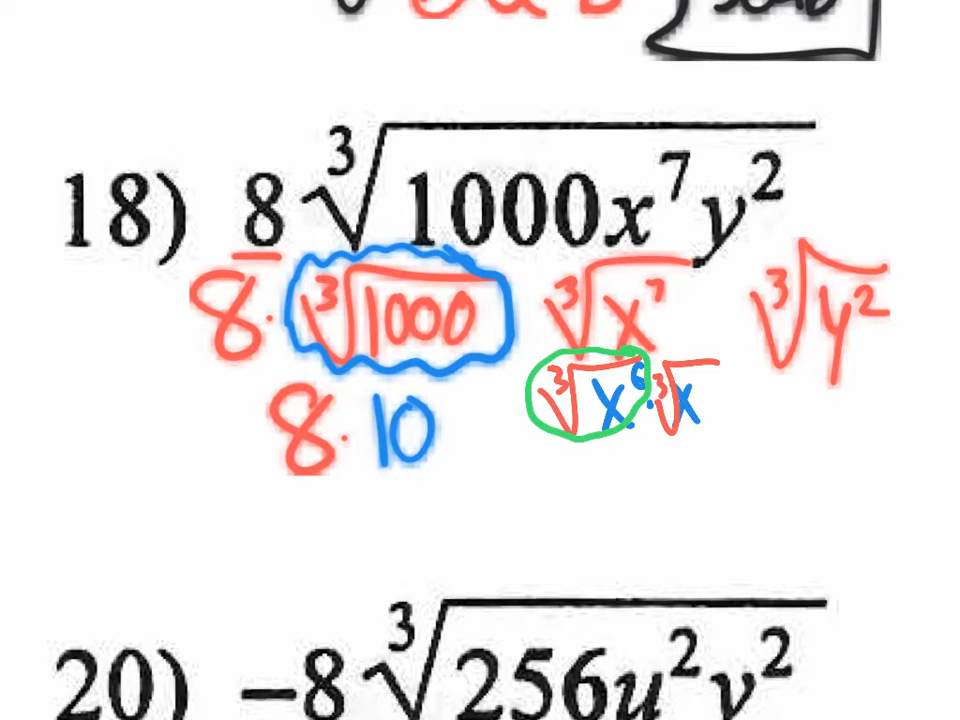 18) 8 ∛1000x⁷y²
8 · ∛1000 ∛x⁷ ∛y²
8 · 10 ∛x⁶ · ∛x
20) −8 ∛256u²v²